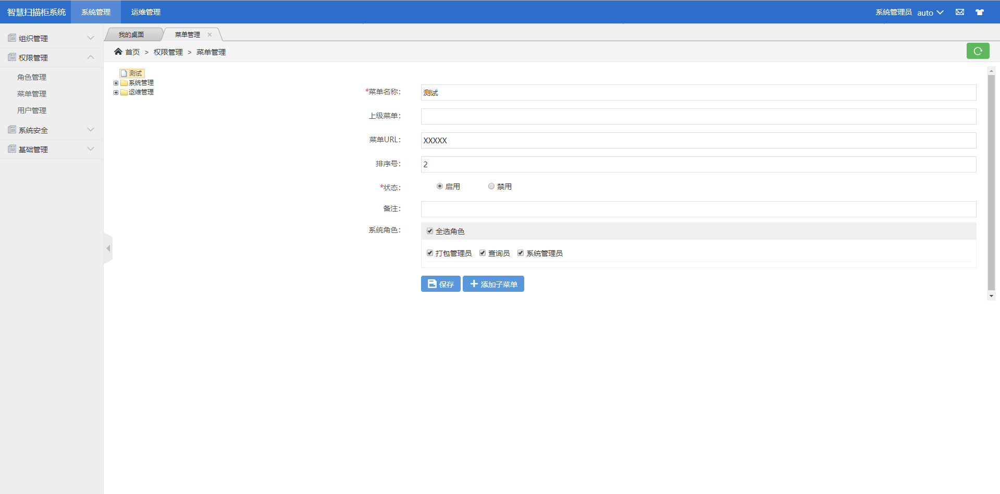 智慧扫描柜系统 系统管理 运维管理 系统管理员 auto
组织管理
权限管理
角色管理
菜单管理
用户管理
系统安全
基础管理
我的桌面 菜单管理
首页 > 权限管理 > 菜单管理
测试
系统管理
运维管理
*菜单名称: 测试
上级菜单:
菜单URL: XXXXX
排序号: 2
*状态: 启用 禁用
备注:
系统角色: 全选角色
打包管理员 查询员 系统管理员
保存 添加子菜单